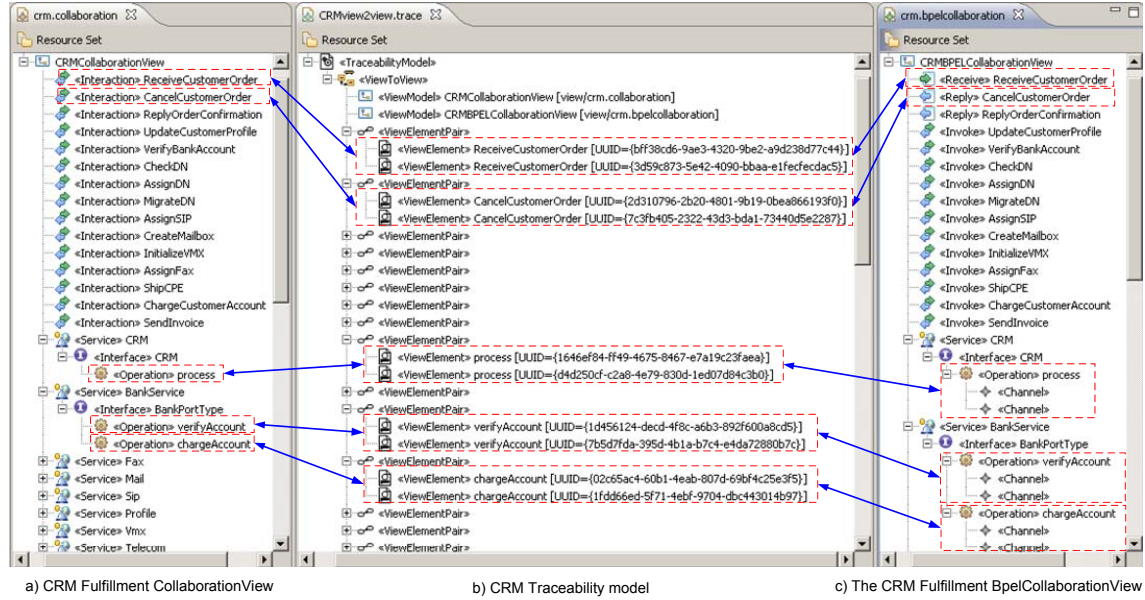 crm.collaboration
Resource Set
CRMCollaborationView
«Interaction» ReceiveCustomerOrder
«Interaction» CancelCustomerOrder
«Interaction» ReplyOrderConfirmation
«Interaction» UpdateCustomerProfile
«Interaction» VerifyBankAccount
«Interaction» CheckDN
«Interaction» AssignDN
«Interaction» MigrateDN
«Interaction» AssignSIP
«Interaction» CreateMailbox
«Interaction» InitializeVMX
«Interaction» AssignFax
«Interaction» ShipCPE
«Interaction» ChargeCustomerAccount
«Interaction» SendInvoice
«Service» CRM
«Interface» CRM
«Operation» process
«Service» BankService
«Interface» BankPortType
«Operation» verifyAccount
«Operation» chargeAccount
«Service» Fax
«Service» Mail
«Service» Sip
«Service» Profile
«Service» Vmx
«Service» Telecom
a) CRM Fulfillment CollaborationView
CRMview2view.trace
Resource Set
«TraceabilityModel»
«ViewToView»
«ViewModel» CRMCollaborationView [view/crm.collaboration]
«ViewModel» CRMBPELCollaborationView [view/crm.bpelcollaboration]
«ViewElementPair»
«ViewElement» ReceiveCustomerOrder [UUID={bff38cd6-9ae3-4320-9be2-a9d238d77c44}]
«ViewElement» ReceiveCustomerOrder [UUID={3d59c873-5e42-4090-bbaa-e1fecfecdac5}]
«ViewElementPair»
«ViewElement» CancelCustomerOrder [UUID={2d310796-2b20-4801-9b19-0bea866193f0}]
«ViewElement» CancelCustomerOrder [UUID={7c3fb405-2322-43d3-bda1-73440d5e2287}]
«ViewElementPair»
«ViewElementPair»
«ViewElementPair»
«ViewElementPair»
«ViewElementPair»
«ViewElementPair»
«ViewElementPair»
«ViewElement» process [UUID={1646ef84-ff49-4675-8467-e7a19c23faea}]
«ViewElement» process [UUID={d4d250cf-c2a8-4e79-830d-1ed07d84c3b0}]
«ViewElementPair»
«ViewElementPair»
«ViewElement» verifyAccount [UUID={1d456124-decd-4f8c-a6b3-892f600a8cd5}]
«ViewElement» verifyAccount [UUID={7b5d7fda-395d-4b1a-b7c4-e4da72880b7c}]
«ViewElementPair»
«ViewElement» chargeAccount [UUID={02c65ac4-60b1-4eab-807d-69bf4c25e3f5}]
«ViewElement» chargeAccount [UUID={1fdd66ed-5f71-4ebf-9704-dbc443014b97}]
«ViewElementPair»
«ViewElementPair»
«ViewElementPair»
b) CRM Traceability model
crm.bpelcollaboration
Resource Set
CRMBPELCollaborationView
«Receive» ReceiveCustomerOrder
«Reply» CancelCustomerOrder
«Reply» ReplyOrderConfirmation
«Invoke» UpdateCustomerProfile
«Invoke» VerifyBankAccount
«Invoke» CheckDN
«Invoke» AssignDN
«Invoke» MigrateDN
«Invoke» AssignSIP
«Invoke» CreateMailbox
«Invoke» InitializeVMX
«Invoke» AssignFax
«Invoke» ShipCPE
«Invoke» ChargeCustomerAccount
«Invoke» SendInvoice
«Service» CRM
«Interface» CRM
«Operation» process
«Channel»
«Channel»
«Service» BankService
«Interface» BankPortType
«Operation» verifyAccount
«Channel»
«Channel»
«Operation» chargeAccount
«Channel»
«Channel»
c) The CRM Fulfillment BpelCollaborationView